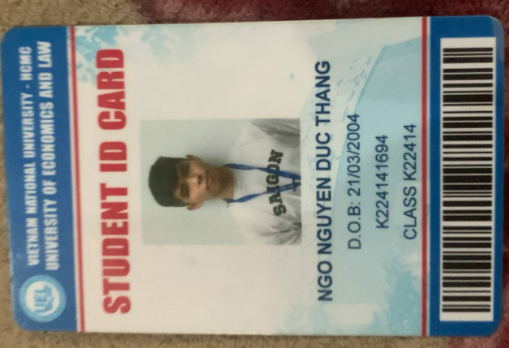 VIETNAM NATIONAL UNIVERSITY - HCMC
UNIVERSITY OF ECONOMICS AND LAW
UEL
STUDENT ID CARD
SAIGON
NGO NGUYEN DUC THANG
D.O.B: 21/03/2004
K224141694
CLASS K22414